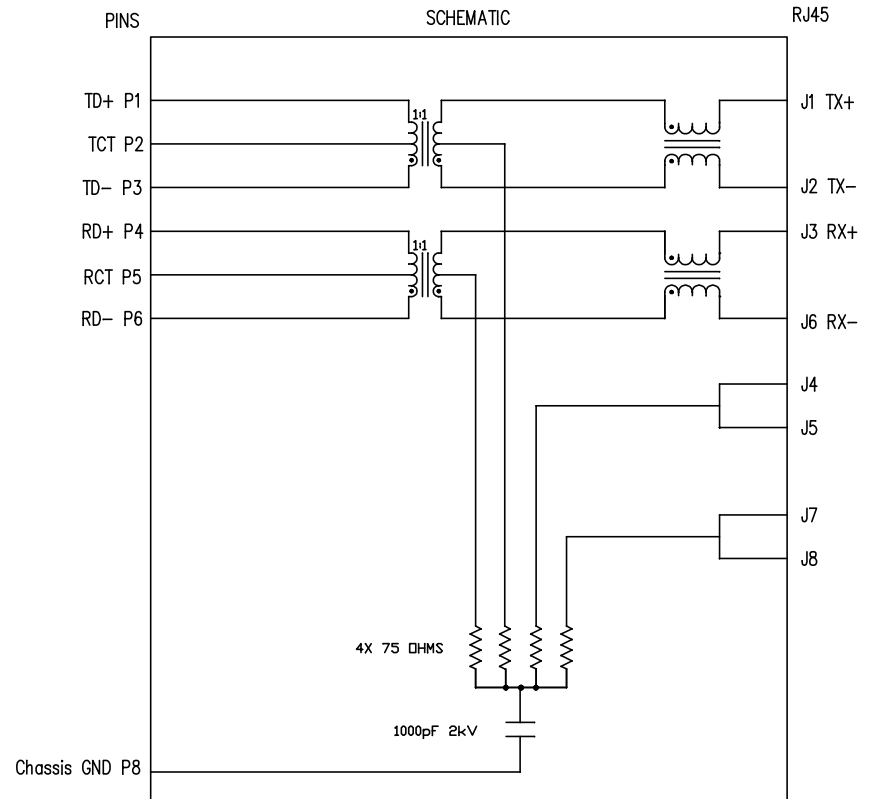 PINS
SCHEMATIC
RJ45
TD+ P1
1:1
J1 TX+
TCT P2
TD- P3
J2 TX-
RD+ P4
1:1
J3 RX+
RCT P5
RD- P6
J6 RX-
J4
J5
J7
J8
4X 75 OHMS
1000pF 2kV
Chassis GND P8